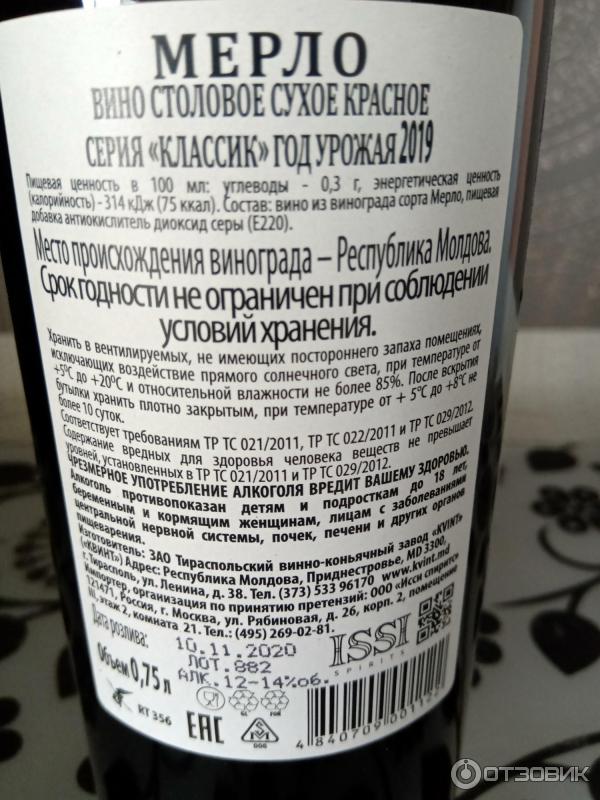 МЕРЛО
ВИНО СТОЛОВОЕ СУХОЕ КРАСНОЕ
СЕРИЯ «КЛАССИК» ГОД УРОЖАЯ 2019
Пищевая ценность в 100 мл: углеводы - 0,3 г, энергетическая ценность
(калорийность) - 314 кДж (75 ккал). Состав: вино из винограда сорта Мерло, пищевая
добавка антиокислитель диоксид серы (Е220).
Место происхождения винограда – Республика Молдова.
Срок годности не ограничен при соблюдении
условий хранения.
Хранить в вентилируемых, не имеющих постороннего запаха помещениях,
исключающих воздействие прямого солнечного света, при температуре от
+5°С до +20°С и относительной влажности не более 85%. После вскрытия
бутылки хранить плотно закрытым, при температуре от + 5°С до +8°С не
более 10 суток.
Соответствует требованиям ТР ТС 021/2011, ТР ТС 022/2011 и ТР ТС 029/2012.
Содержание вредных для здоровья человека веществ не превышает
уровней, установленных в ТР ТС 021/2011 и ТР ТС 029/2012.
ЧРЕЗМЕРНОЕ УПОТРЕБЛЕНИЕ АЛКОГОЛЯ ВРЕДИТ ВАШЕМУ ЗДОРОВЬЮ.
Алкоголь противопоказан детям и подросткам до 18 лет,
беременным и кормящим женщинам, лицам с заболеваниями
центральной нервной системы, почек, печени и других органов
пищеварения.
Изготовитель: ЗАО Тираспольский винно-коньячный завод «KVINT»
(«КВИНТ») Адрес: Республика Молдова, Приднестровье, MD 3300,
г. Тирасполь, ул. Ленина, д. 38. Тел. (373) 533 96170 www.kvint.md
Импортер, организация по принятию претензий: ООО «Исси спиритс»
121471, Россия, г. Москва, ул. Рябиновая, д. 26, корп. 2, помещение
III, этаж 2, комната 21. Тел.: (495) 269-02-81.
Дата розлива: 10.11.2020
ЛОТ.882
Объем 0,75 л АЛК.12-14%об.
ISSI
SPIRITS
RT 356
ЕАС
006
4 840709 001
ОТЗОВИК